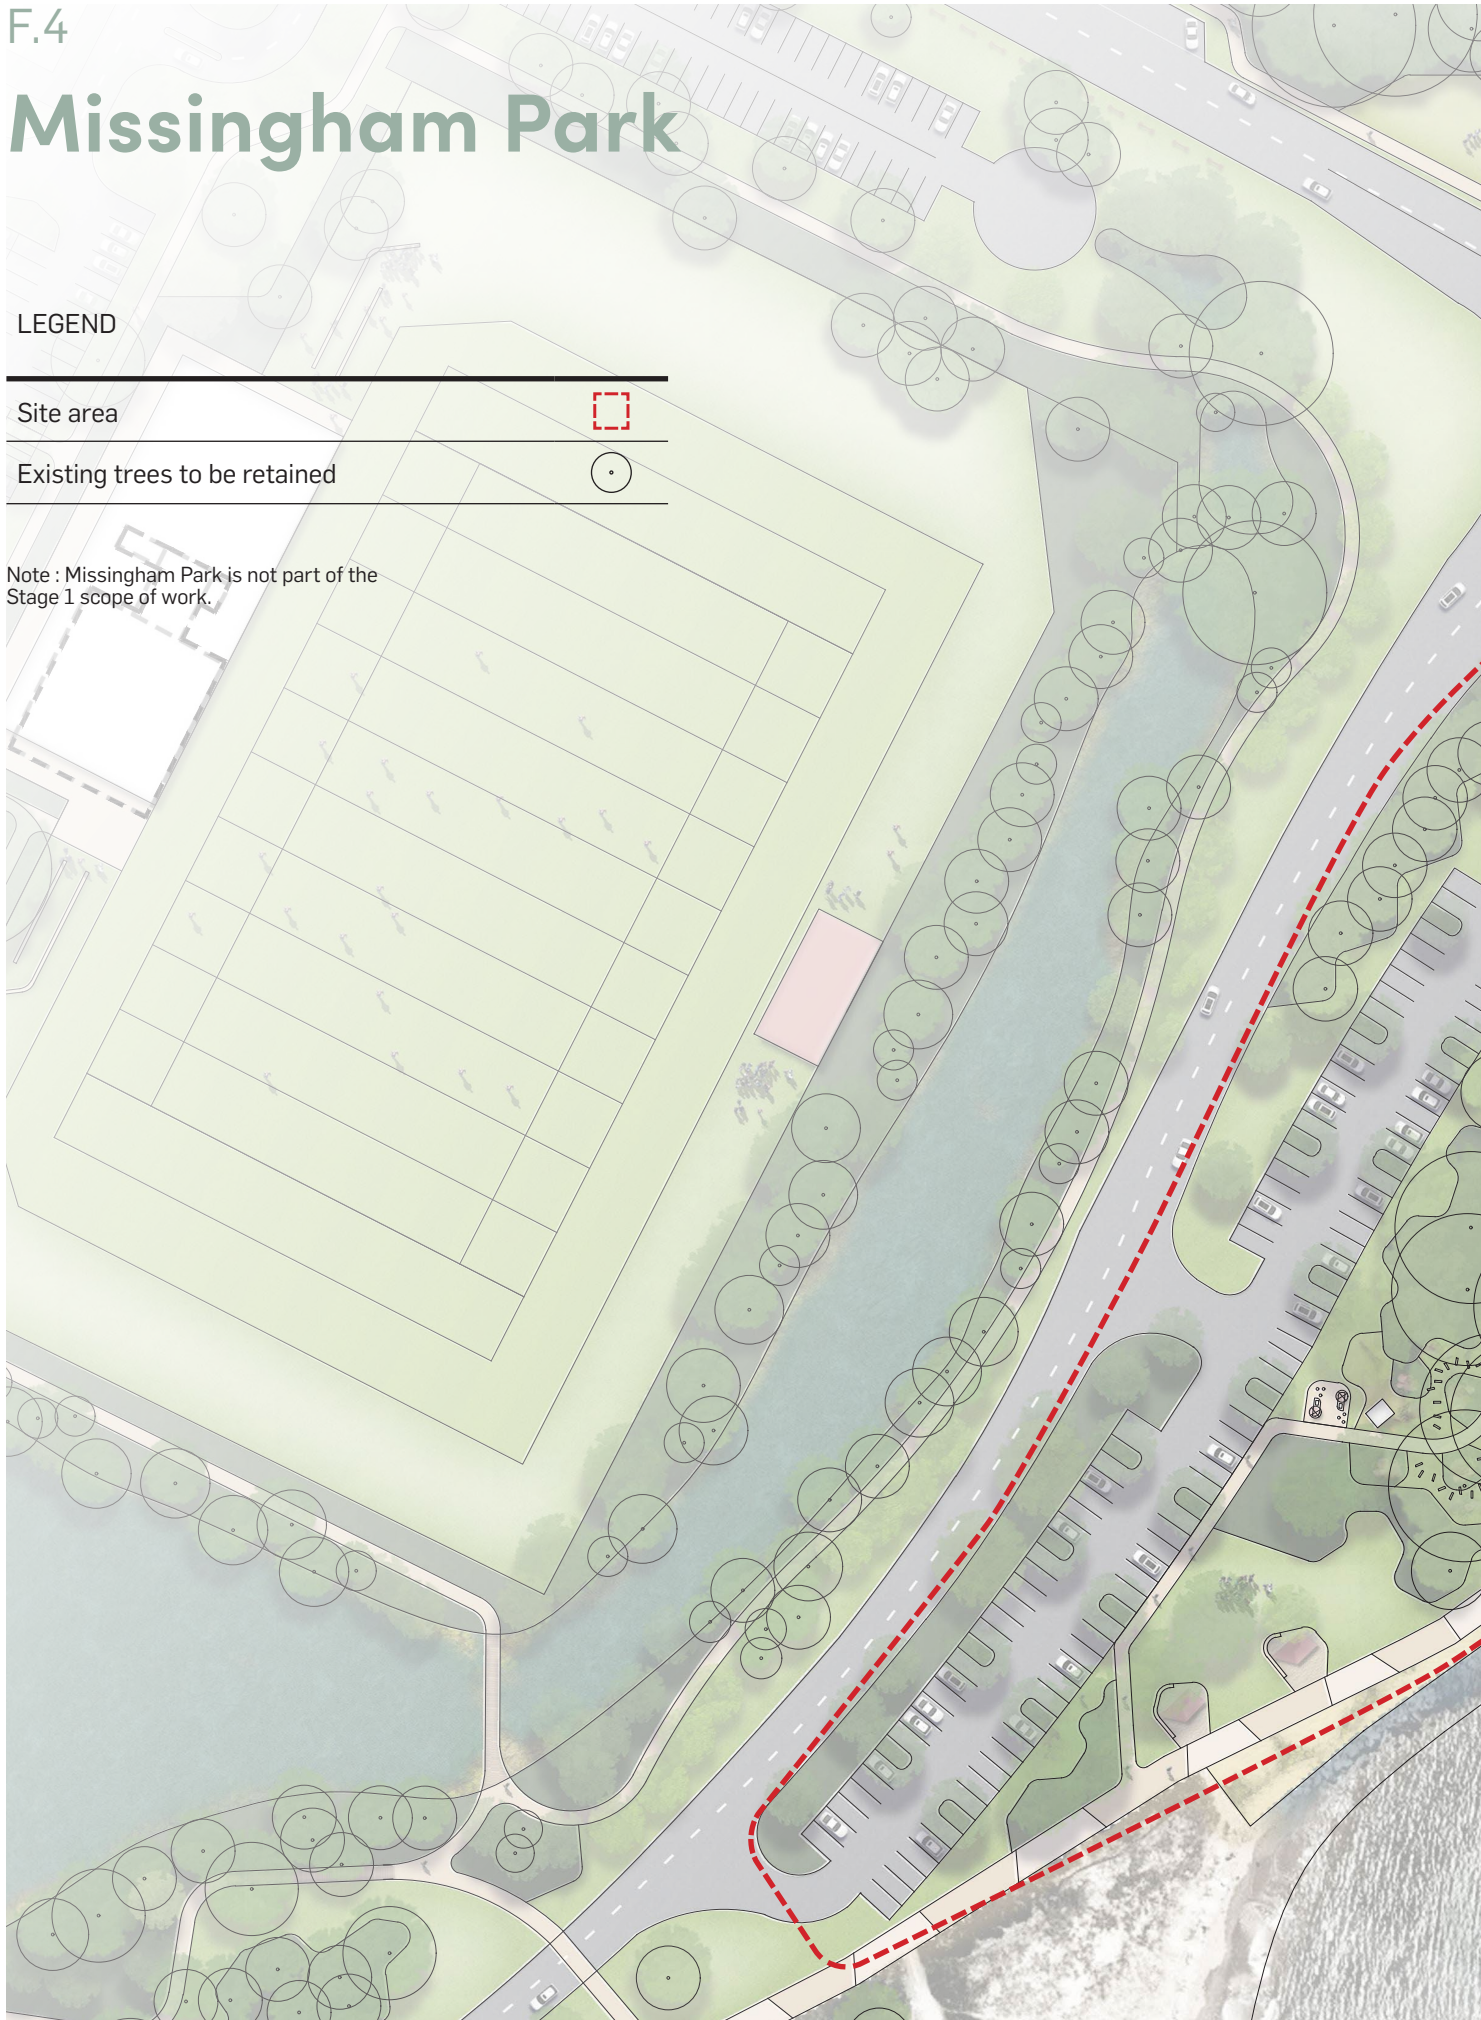 F.4
Missingham Park
LEGEND
Site area
Existing trees to be retained
Note : Missingham Park is not part of the
Stage 1 scope of work.